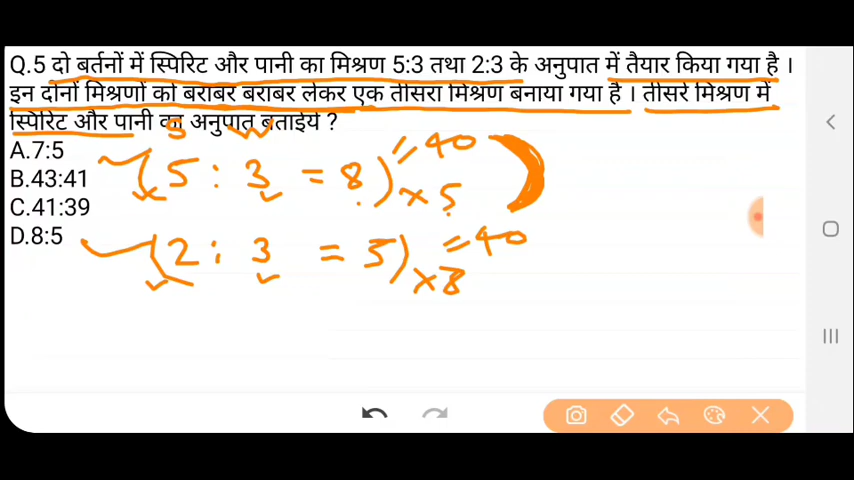 Q.5 दो बर्तनों में स्पिरिट और पानी का मिश्रण 5:3 तथा 2:3 के अनुपात में तैयार किया गया है ।
इन दोनों मिश्रणों को बराबर बराबर लेकर एक तीसरा मिश्रण बनाया गया है । तीसरे मिश्रण में
स्पिरिट और पानी का अनुपात बताईये ?
S W
A.7:5
B.43:41
C.41:39
D.8:5
(5 : 3 = 8) × 5 = 40
(2 : 3 = 5) × 8 = 40